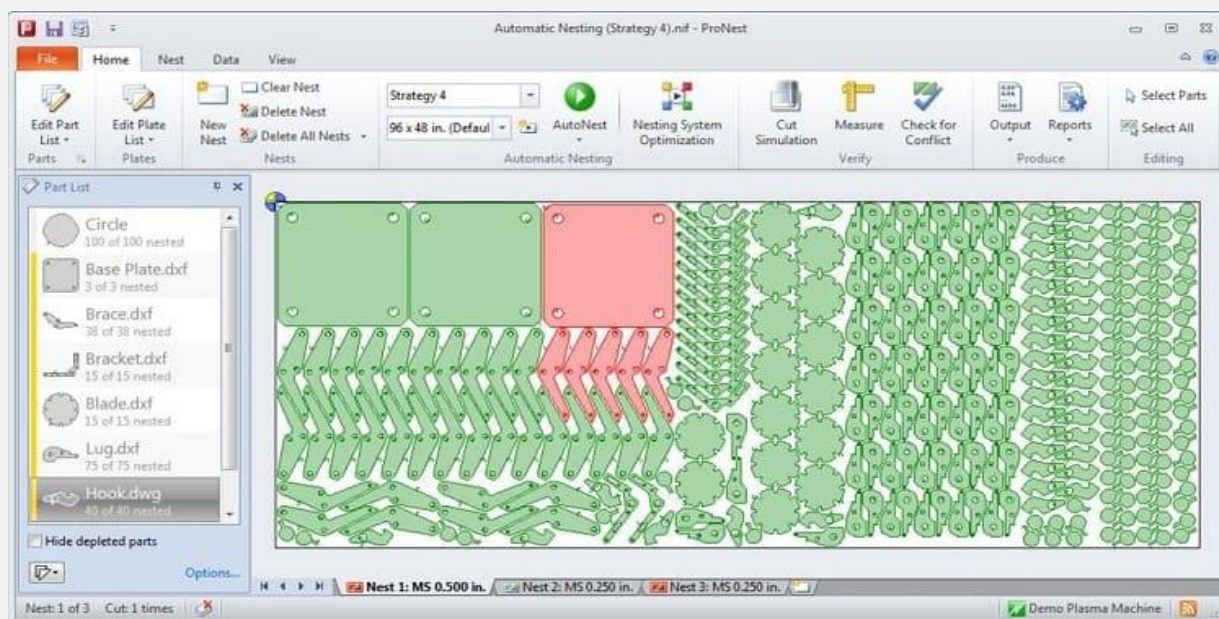 Automatic Nesting (Strategy 4).nif - ProNest
File Home Nest Data View
Edit Part List
Parts
Edit Plate List
Plates
New Nest
Clear Nest
Delete Nest
Delete All Nests
Nests
Strategy 4
96 x 48 in. (Defaul
AutoNest
Nesting System Optimization
Automatic Nesting
Cut Simulation
Measure
Check for Conflict
Verify
Output
Reports
Produce
Select Parts
Select All
Editing
Part List
Circle
100 of 100 nested
Base Plate.dxf
3 of 3 nested
Brace.dxf
38 of 38 nested
Bracket.dxf
15 of 15 nested
Blade.dxf
15 of 15 nested
Lug.dxf
75 of 75 nested
Hook.dwg
40 of 40 nested
Hide depleted parts
Options...
Nest 1: MS 0.500 in. Nest 2: MS 0.250 in. Nest 3: MS 0.250 in.
Nest: 1 of 3 Cut: 1 times
Demo Plasma Machine